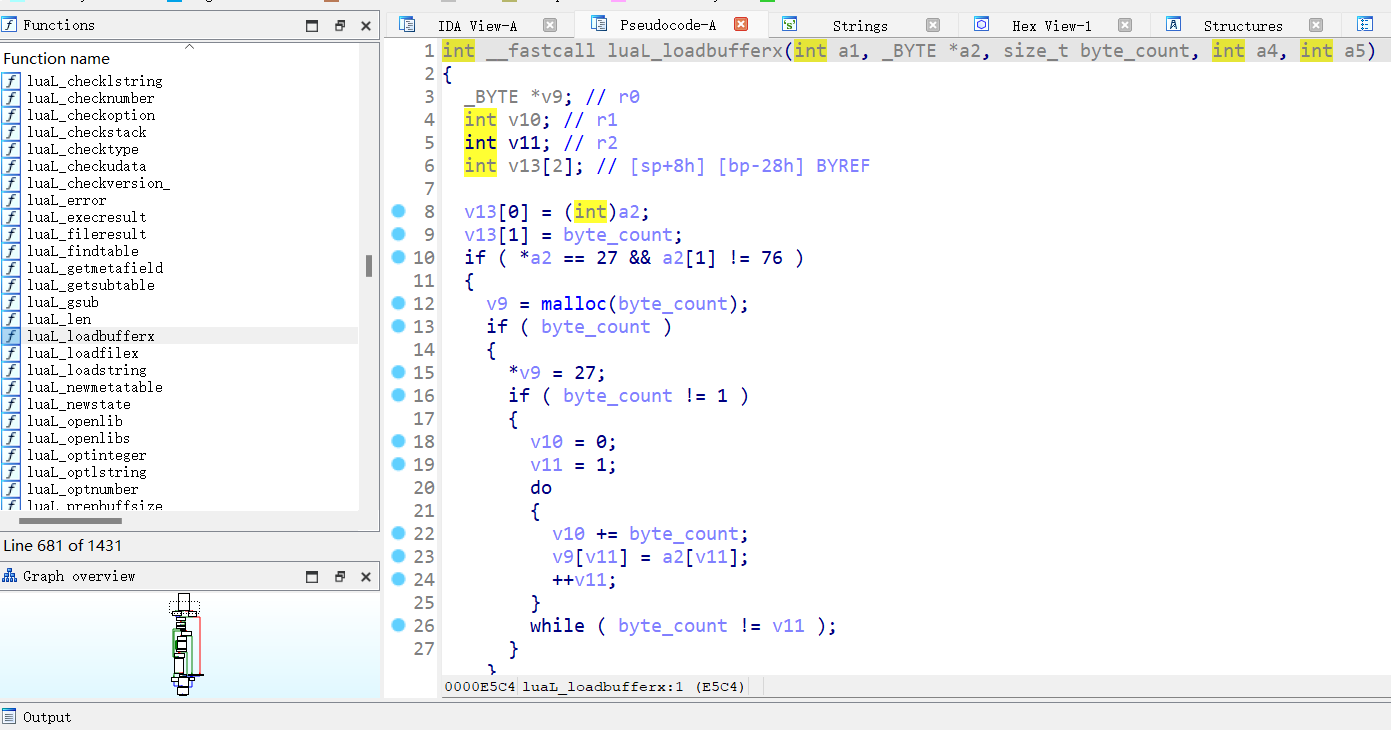 Functions
Function name
luaL_checklstring
luaL_checknumber
luaL_checkoption
luaL_checkstack
luaL_checktype
luaL_checkudata
luaL_checkversion_
luaL_error
luaL_execresult
luaL_fileresult
luaL_findtable
luaL_getmetafield
luaL_getsubtable
luaL_gsub
luaL_len
luaL_loadbufferx
luaL_loadfilex
luaL_loadstring
luaL_newmetatable
luaL_newstate
luaL_openlib
luaL_openlibs
luaL_optinteger
luaL_optlstring
luaL_optnumber
luaL_prepbuffsize
Line 681 of 1431
Graph overview
IDA View-A Pseudocode-A Strings Hex View-1 Structures
1 int __fastcall luaL_loadbufferx(int a1, _BYTE *a2, size_t byte_count, int a4, int a5)
2 {
3 _BYTE *v9; // r0
4 int v10; // r1
5 int v11; // r2
6 int v13[2]; // [sp+8h] [bp-28h] BYREF
7
8 v13[0] = (int)a2;
9 v13[1] = byte_count;
10 if ( *a2 == 27 && a2[1] != 76 )
11 {
12 v9 = malloc(byte_count);
13 if ( byte_count )
14 {
15 *v9 = 27;
16 if ( byte_count != 1 )
17 {
18 v10 = 0;
19 v11 = 1;
20 do
21 {
22 v10 += byte_count;
23 v9[v11] = a2[v11];
24 ++v11;
25 }
26 while ( byte_count != v11 );
27 }
}
0000E5C4 luaL_loadbufferx:1 (E5C4)
Output